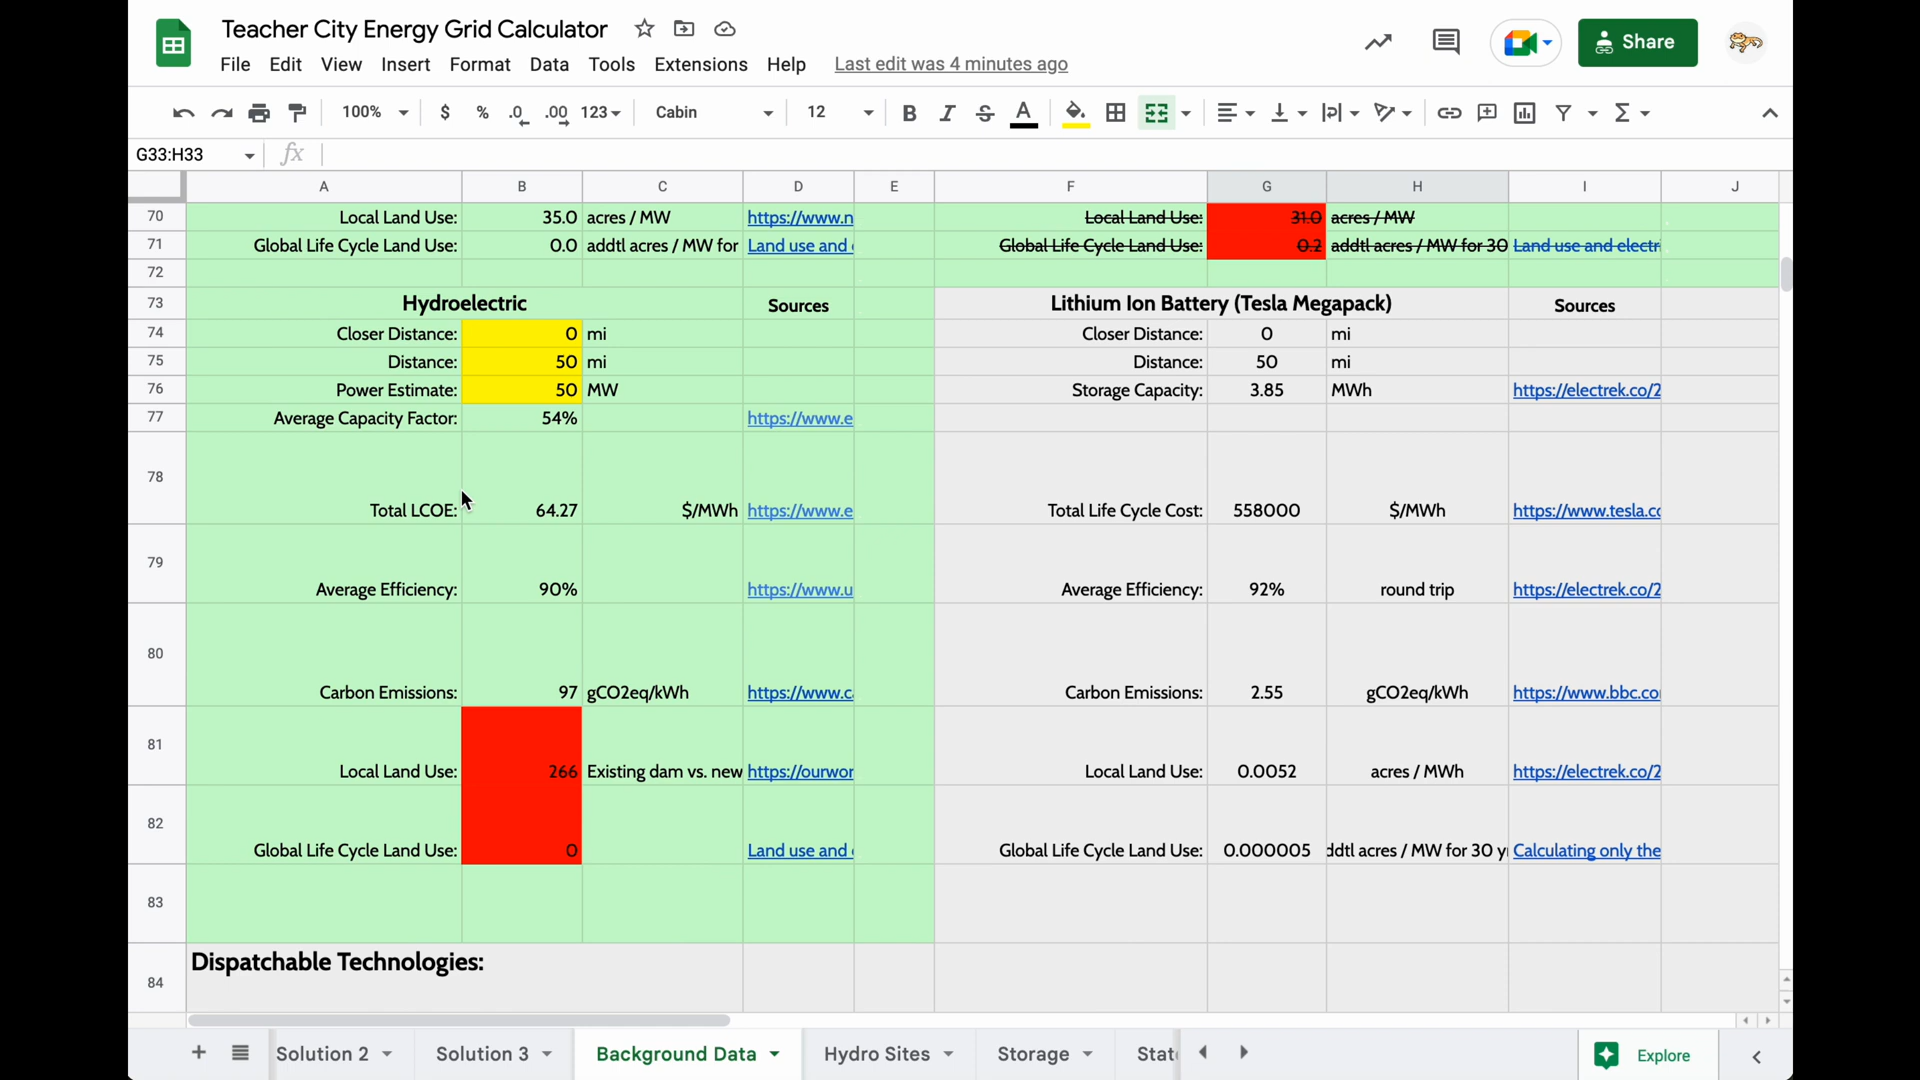 Teacher City Energy Grid Calculator
Share
File Edit View Insert Format Data Tools Extensions Help Last edit was 4 minutes ago
100% $ % .0 .00 123 Cabin 12 B I S A
G33:H33 fx
A B C D E F G H I J
70 Local Land Use: 35.0 acres / MW https://www.n Local Land Use: 31.0 acres / MW
71 Global Life Cycle Land Use: 0.0 addtl acres / MW for Land use and Global Life Cycle Land Use: 0.2 addtl acres / MW for 30 Land use and electr
72
73 Hydroelectric Sources Lithium Ion Battery (Tesla Megapack) Sources
74 Closer Distance: 0 mi Closer Distance: 0 mi
75 Distance: 50 mi Distance: 50 mi
76 Power Estimate: 50 MW Storage Capacity: 3.85 MWh https://electrek.co/2
77 Average Capacity Factor: 54% https://www.e
78 Total LCOE: 64.27 $/MWh https://www.e Total Life Cycle Cost: 558000 $/MWh https://www.tesla.co
79 Average Efficiency: 90% https://www.u Average Efficiency: 92% round trip https://electrek.co/2
80 Carbon Emissions: 97 gCO2eq/kWh https://www.c Carbon Emissions: 2.55 gCO2eq/kWh https://www.bbc.co
81 Local Land Use: 266 Existing dam vs. new https://ourwor Local Land Use: 0.0052 acres / MWh https://electrek.co/2
82 Global Life Cycle Land Use: 0 Land use and Global Life Cycle Land Use: 0.000005 ddtl acres / MW for 30 y Calculating only the
83
84 Dispatchable Technologies:
+ Solution 2 Solution 3 Background Data Hydro Sites Storage Stat Explore